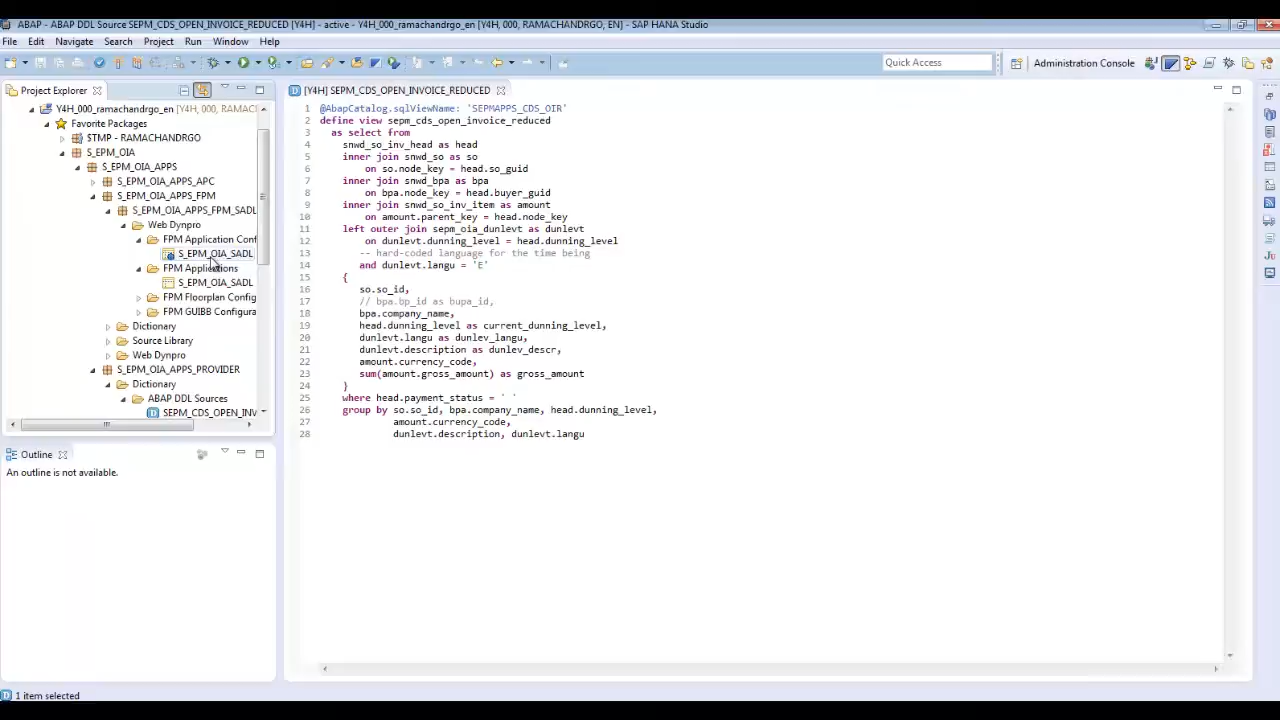 ABAP - ABAP DDL Source SEPM_CDS_OPEN_INVOICE_REDUCED [Y4H] - active - Y4H_000_ramachandrgo_en [Y4H, 000, RAMACHANDRGO, EN] - SAP HANA Studio
File Edit Navigate Search Project Run Window Help
Quick Access
Administration Console
Project Explorer
Y4H_000_ramachandrgo_en [Y4H, 000, RAMACH
Favorite Packages
$TMP - RAMACHANDRGO
S_EPM_OIA
S_EPM_OIA_APPS
S_EPM_OIA_APPS_APC
S_EPM_OIA_APPS_FPM
S_EPM_OIA_APPS_FPM_SADL
Web Dynpro
FPM Application Conf
S_EPM_OIA_SADL
FPM Applications
S_EPM_OIA_SADL
FPM Floorplan Config
FPM GUIBB Configura
Dictionary
Source Library
Web Dynpro
S_EPM_OIA_APPS_PROVIDER
Dictionary
ABAP DDL Sources
SEPM_CDS_OPEN_INV
Outline
An outline is not available.
[Y4H] SEPM_CDS_OPEN_INVOICE_REDUCED
1 @AbapCatalog.sqlViewName: 'SEPMAPPS_CDS_OIR'
2 define view sepm_cds_open_invoice_reduced
3 as select from
4 snwd_so_inv_head as head
5 inner join snwd_so as so
6 on so.node_key = head.so_guid
7 inner join snwd_bpa as bpa
8 on bpa.node_key = head.buyer_guid
9 inner join snwd_so_inv_item as amount
10 on amount.parent_key = head.node_key
11 left outer join sepm_oia_dunlevt as dunlevt
12 on dunlevt.dunning_level = head.dunning_level
13 -- hard-coded language for the time being
14 and dunlevt.langu = 'E'
15 {
16 so.so_id,
17 // bpa.bp_id as bupa_id,
18 bpa.company_name,
19 head.dunning_level as current_dunning_level,
20 dunlevt.langu as dunlev_langu,
21 dunlevt.description as dunlev_descr,
22 amount.currency_code,
23 sum(amount.gross_amount) as gross_amount
24 }
25 where head.payment_status = ' '
26 group by so.so_id, bpa.company_name, head.dunning_level,
27 amount.currency_code,
28 dunlevt.description, dunlevt.langu
1 item selected